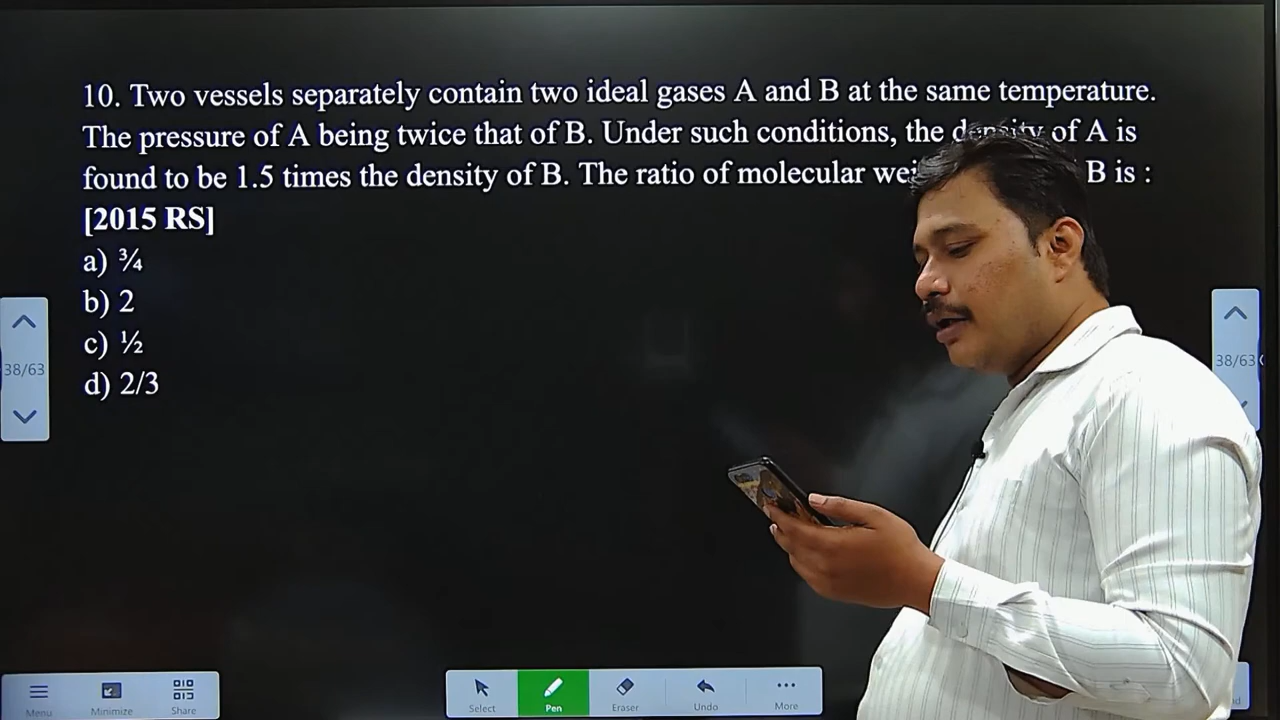 10. Two vessels separately contain two ideal gases A and B at the same temperature.
The pressure of A being twice that of B. Under such conditions, the density of A is
found to be 1.5 times the density of B. The ratio of molecular B is :
[2015 RS]
a) ¾
b) 2
c) ½
d) 2/3
38/63
38/63
Menu
Minimize
Share
Select
Pen
Eraser
Undo
More